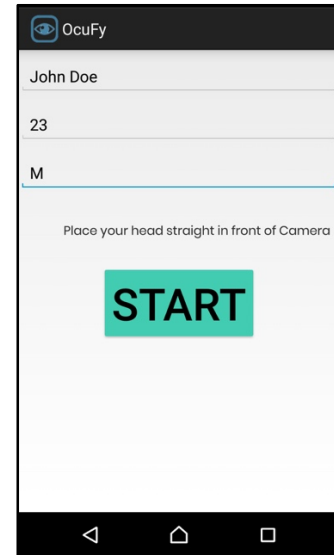 OcuFy
John Doe
23
M
Place your head straight in front of Camera
START